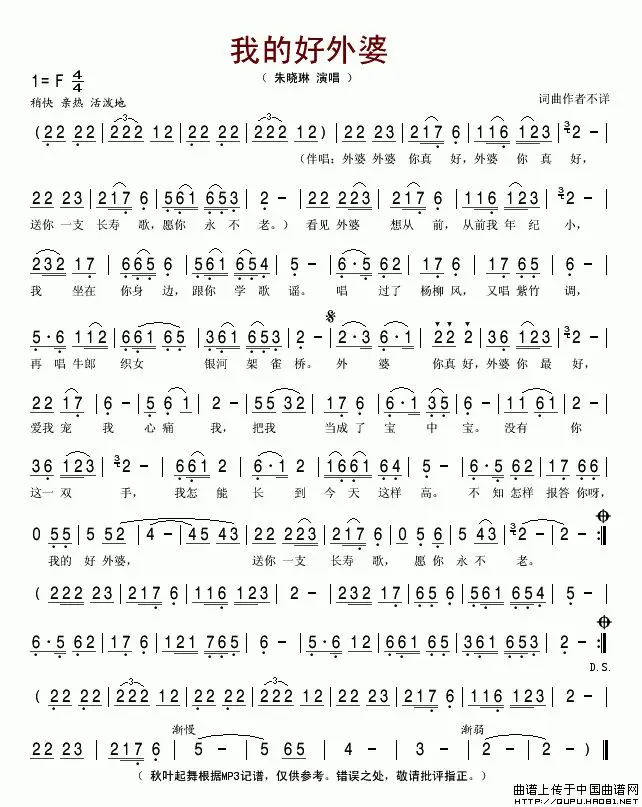 我的好外婆
（ 朱晓琳 演唱 ）
1= F 4/4
稍快 亲热 活泼地
词曲作者不详
( 22 22 | 222 12 | 22 22 | 222 12 ) | 22 22 | 217 6 | 116 123 | 2 - |
（伴唱：外婆 外婆 你真 好，外婆 你 真 好，
22 23 | 217 6 | 561 653 | 2 - | 22 23 | 217 6 | 116 123 | 2 - |
送你 一支 长寿 歌，愿你 永 不 老。）看见 外婆 想从 前，从前我 年纪 小，
232 17 | 665 6 | 561 654 | 5 - | 6·5 62 | 17 6 | 17 65 | 6 - |
我 坐在 你身 边，跟你 学 歌 谣。 唱 过了 杨柳 风，又唱 紫竹 调，
5·6 112 | 661 65 | 361 653 | 2 - | 2·3 6·1 | 22 2 | 36 123 | 2 - |
再 唱 牛郎 织女 银河 架 雀 桥。 外 婆 你真 好，外婆 你 最 好，
22 17 | 6 - | 5 61 | 2 - | 55 32 | 17 6 | 6·1 35 | 6 - | 11 61 | 2 - |
爱我 宠 我 心 痛 我， 把我 当成 了 宝 中 宝。 没有 你
36 123 | 2 - | 661 2 | 6·1 2 | 1661 64 | 5 - | 6·5 62 | 17 66 |
这一 双 手， 我怎 能 长 到 今 天 这样 高。 不 知 怎样 报答 你呀，
0 55 | 5 52 | 4 - | 45 43 | 22 223 | 217 6 | 0 56 | 5 43 | 2 - | 2 - :‖
我的 好 外婆， 送你 一 支 长寿 歌， 愿 你 永 不 老。
( 222 223 | 217 6 | 116 123 | 2 - | 232 17 | 65 6 | 561 654 | 5 - |
6·5 62 | 17 6 | 121 765 | 6 - | 5·6 12 | 661 65 | 361 653 | 2 - :‖
D.S.
( 22 22 | 222 12 | 22 22 | 222 12 ) | 22 223 | 217 6 | 116 123 | 2 - |
渐慢 渐弱
22 23 | 217 6 | 5 - | 5 65 | 4 3 | 2 - | 2 - ‖
（ 秋叶起舞根据MP3记谱，仅供参考。错误之处，敬请批评指正。）
曲谱上传于中国曲谱网
HTTP://QUPU.HAO81.NET